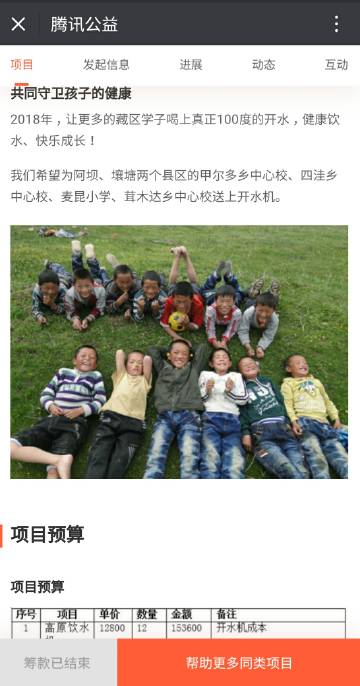 腾讯公益
项目 发起信息 进展 动态 互动
共同守卫孩子的健康
2018年，让更多的藏区学子喝上真正100度的开水，健康饮
水、快乐成长！
我们希望为阿坝、壤塘两个县区的甲尔多乡中心校、四洼乡
中心校、麦昆小学、茸木达乡中心校送上开水机。
项目预算
项目预算
序号 项目 单价 数量 金额 备注
1 高原饮水 12800 12 153600 开水机成本
筹款已结束 帮助更多同类项目